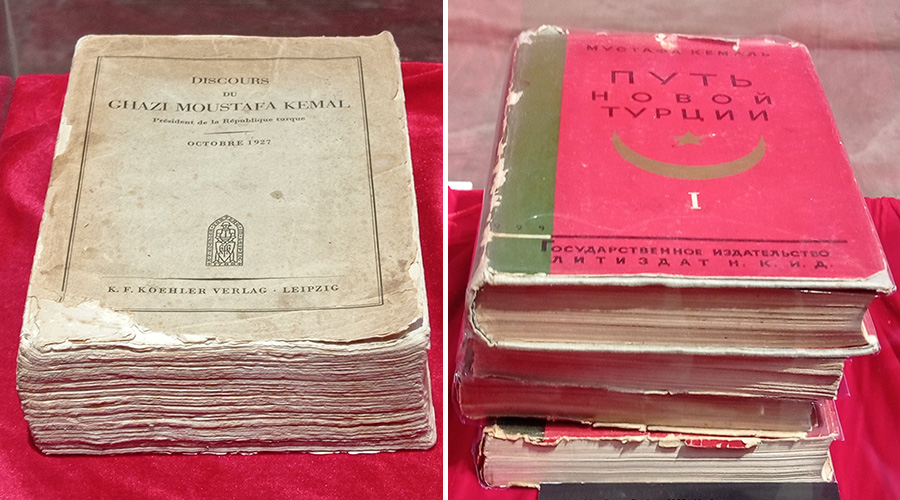 DISCOURS
DU
GHAZI MOUSTAFA KEMAL
Président de la République turque
OCTOBRE 1927
K. F. KOEHLER VERLAG · LEIPZIG
МУСТАФА КЕМАЛЬ
ПУТЬ
НОВОЙ
ТУРЦИИ
I
ГОСУДАРСТВЕННОЕ ИЗДАТЕЛЬСТВО
ЛИТИЗДАТ Н. К. И. Д.